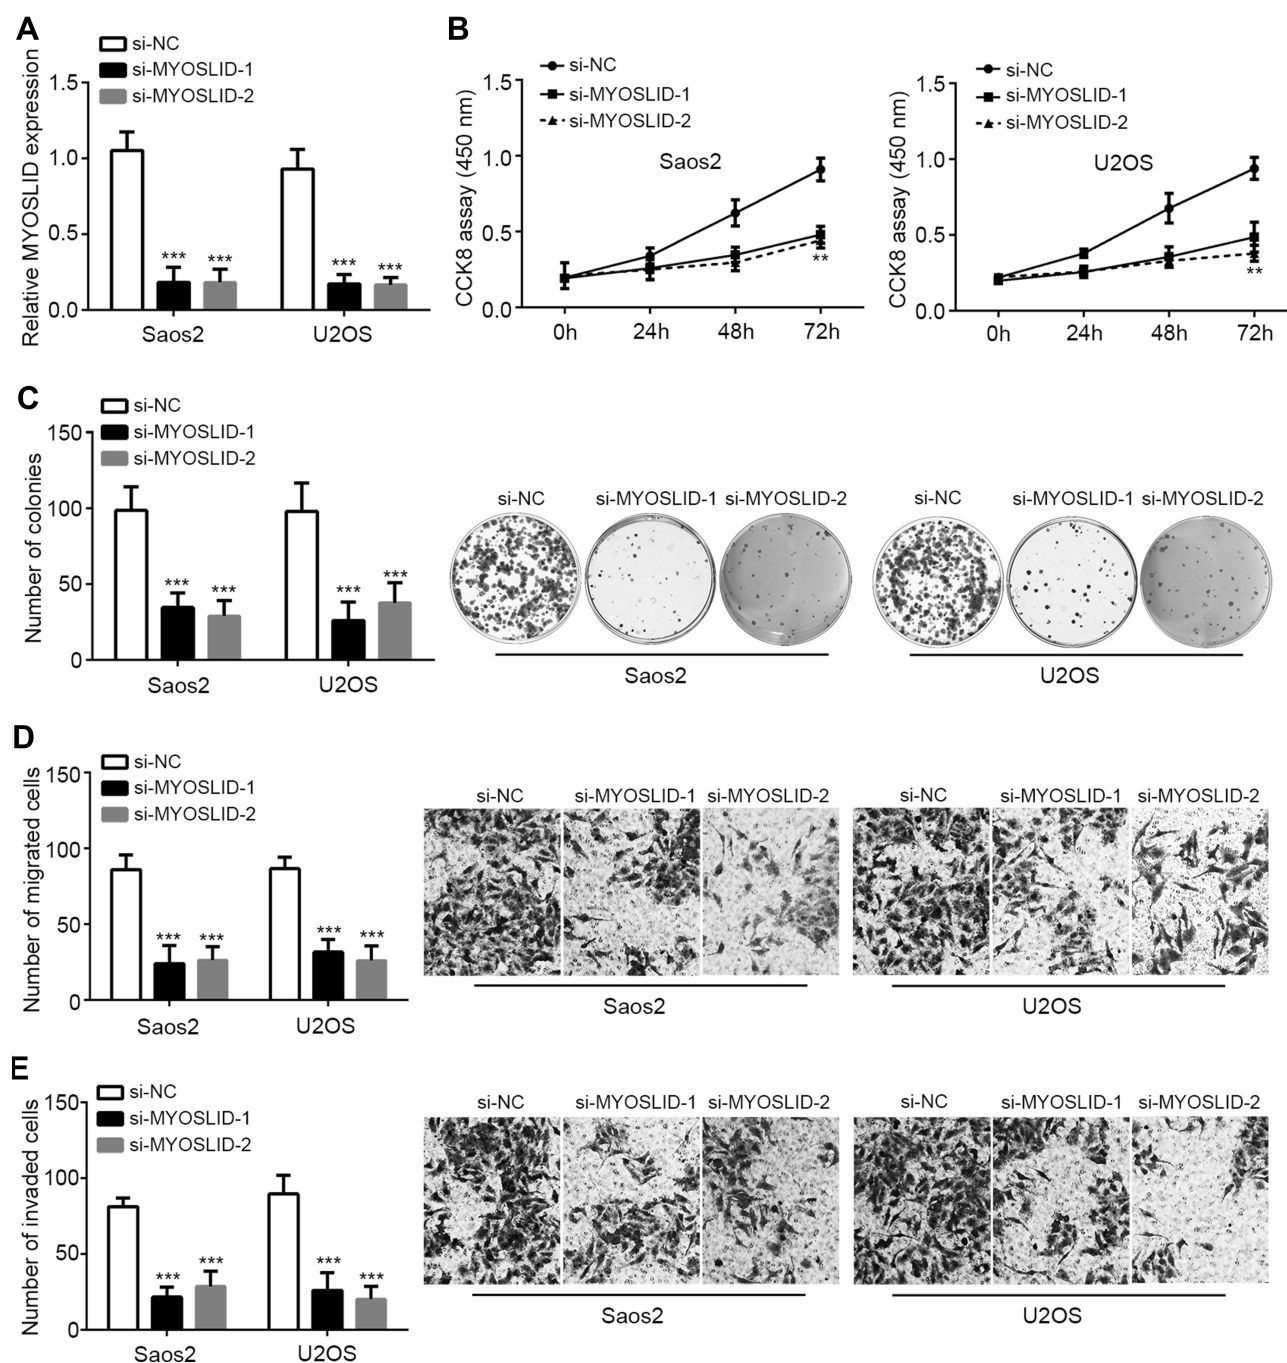 A
si-NC
si-MYOSLID-1
si-MYOSLID-2
Relative MYOSLID expression
1.5
1.0
0.5
0.0
*** ***
*** ***
Saos2
U2OS
B
si-NC
si-MYOSLID-1
si-MYOSLID-2
CCK8 assay (450 nm)
1.5
1.0
0.5
0.0
Saos2
**
0h 24h 48h 72h
si-NC
si-MYOSLID-1
si-MYOSLID-2
CCK8 assay (450 nm)
1.5
1.0
0.5
0.0
U2OS
**
0h 24h 48h 72h
C
si-NC
si-MYOSLID-1
si-MYOSLID-2
Number of colonies
150
100
50
0
*** ***
*** ***
Saos2
U2OS
si-NC si-MYOSLID-1 si-MYOSLID-2
Saos2
si-NC si-MYOSLID-1 si-MYOSLID-2
U2OS
D
si-NC
si-MYOSLID-1
si-MYOSLID-2
Number of migrated cells
150
100
50
0
*** ***
*** ***
Saos2
U2OS
si-NC si-MYOSLID-1 si-MYOSLID-2
Saos2
si-NC si-MYOSLID-1 si-MYOSLID-2
U2OS
E
si-NC
si-MYOSLID-1
si-MYOSLID-2
Number of invaded cells
150
100
50
0
*** ***
*** ***
Saos2
U2OS
si-NC si-MYOSLID-1 si-MYOSLID-2
Saos2
si-NC si-MYOSLID-1 si-MYOSLID-2
U2OS